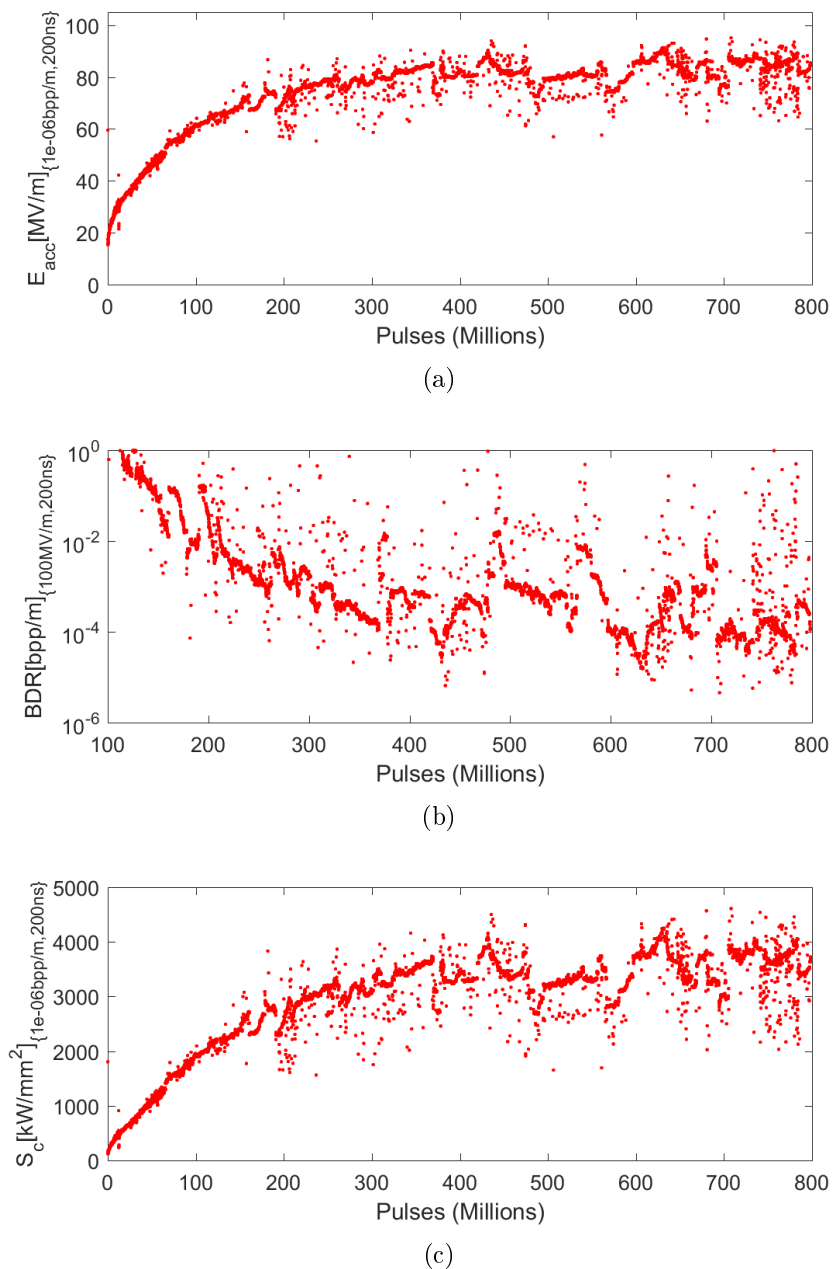 100
80
60
40
20
0
E_acc[MV/m]_{1e-06bpp/m,200ns}
0 100 200 300 400 500 600 700 800
Pulses (Millions)
(a)
10^0
10^-2
10^-4
10^-6
BDR[bpp/m]_{100MV/m,200ns}
100 200 300 400 500 600 700 800
Pulses (Millions)
(b)
5000
4000
3000
2000
1000
0
S_c[kW/mm^2]_{1e-06bpp/m,200ns}
0 100 200 300 400 500 600 700 800
Pulses (Millions)
(c)